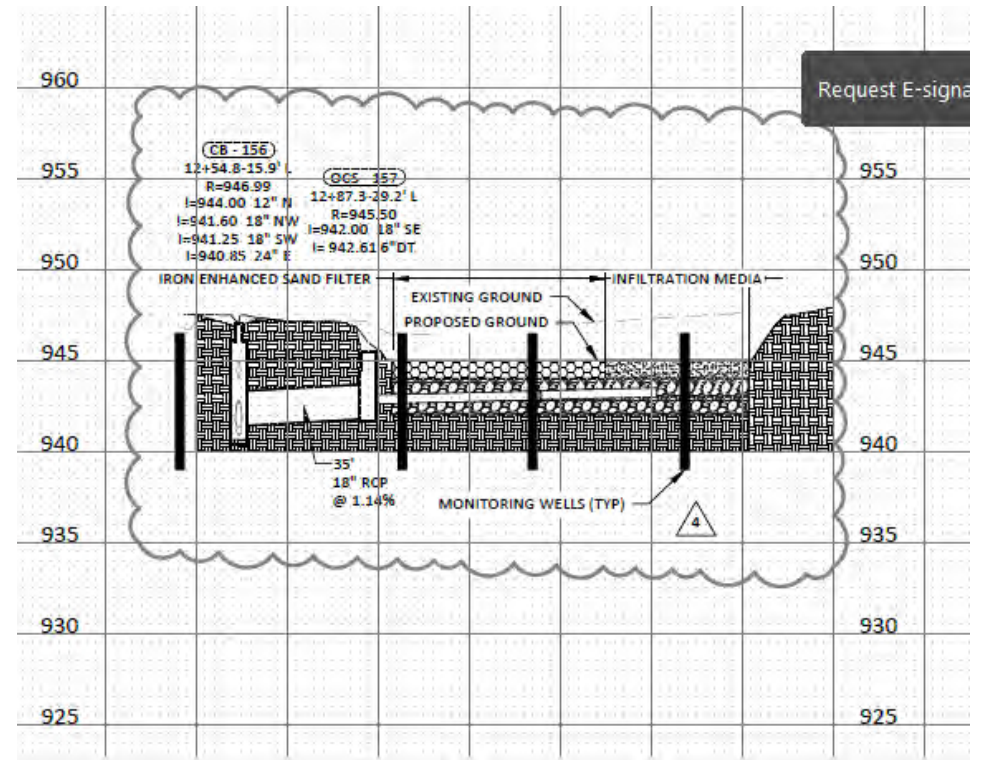 Request E-signa
960
CB - 156
12+54.8-15.9' L
R=946.99
I=944.00 12" N
I=941.60 18" NW
I=941.25 18" SW
I=940.85 24" E
955
OCS - 157
12+87.3-29.2' L
R=945.50
I=942.00 18" SE
I= 942.61 6"DT
955
950
950
IRON ENHANCED SAND FILTER
INFILTRATION MEDIA
EXISTING GROUND
PROPOSED GROUND
945
945
940
940
35'
18" RCP
@ 1.14%
MONITORING WELLS (TYP)
4
935
935
930
930
925
925